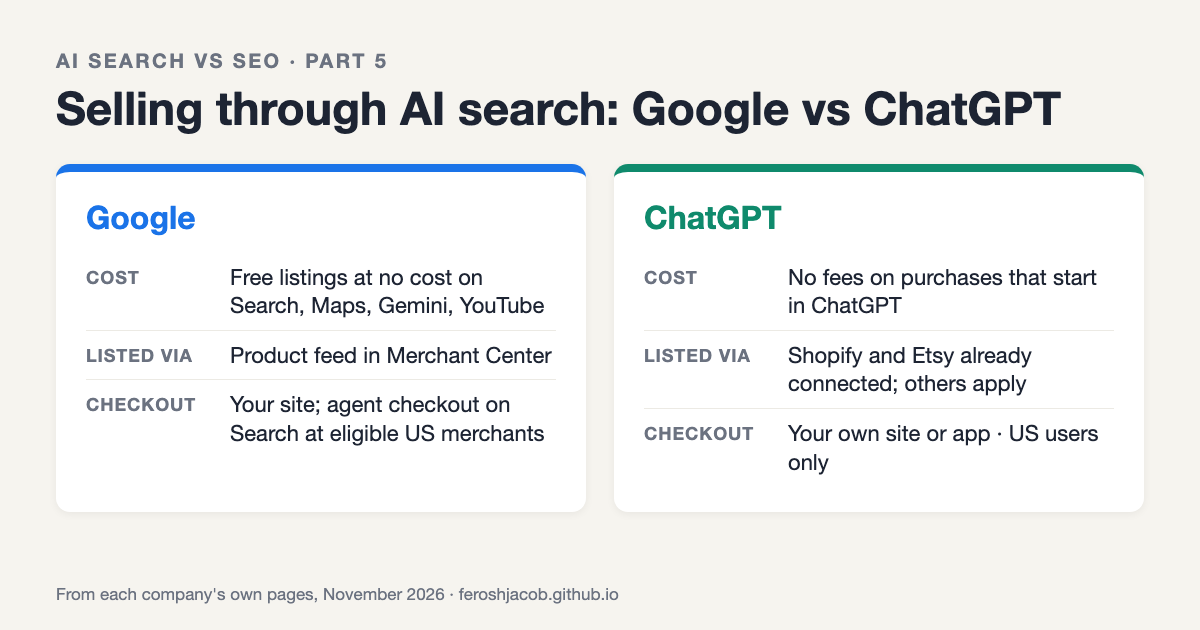 AI SEARCH VS SEO · PART 5
Selling through AI search: Google vs ChatGPT
Google
COST
Free listings at no cost on
Search, Maps, Gemini, YouTube
LISTED VIA
Product feed in Merchant Center
CHECKOUT
Your site; agent checkout on
Search at eligible US merchants
ChatGPT
COST
No fees on purchases that start
in ChatGPT
LISTED VIA
Shopify and Etsy already
connected; others apply
CHECKOUT
Your own site or app · US users
only
From each company's own pages, November 2026 · feroshjacob.github.io